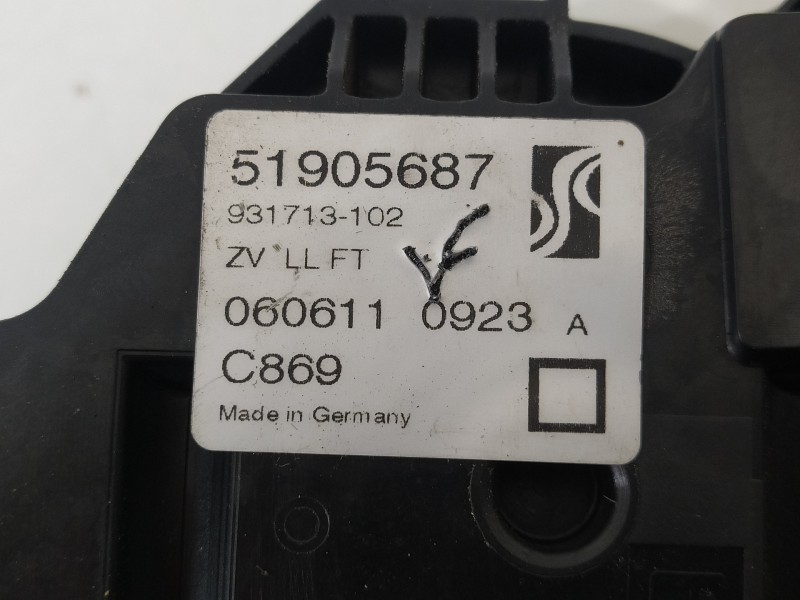 51905687
931713-102
ZV LL FT
060611 0923 A
C869
Made in Germany